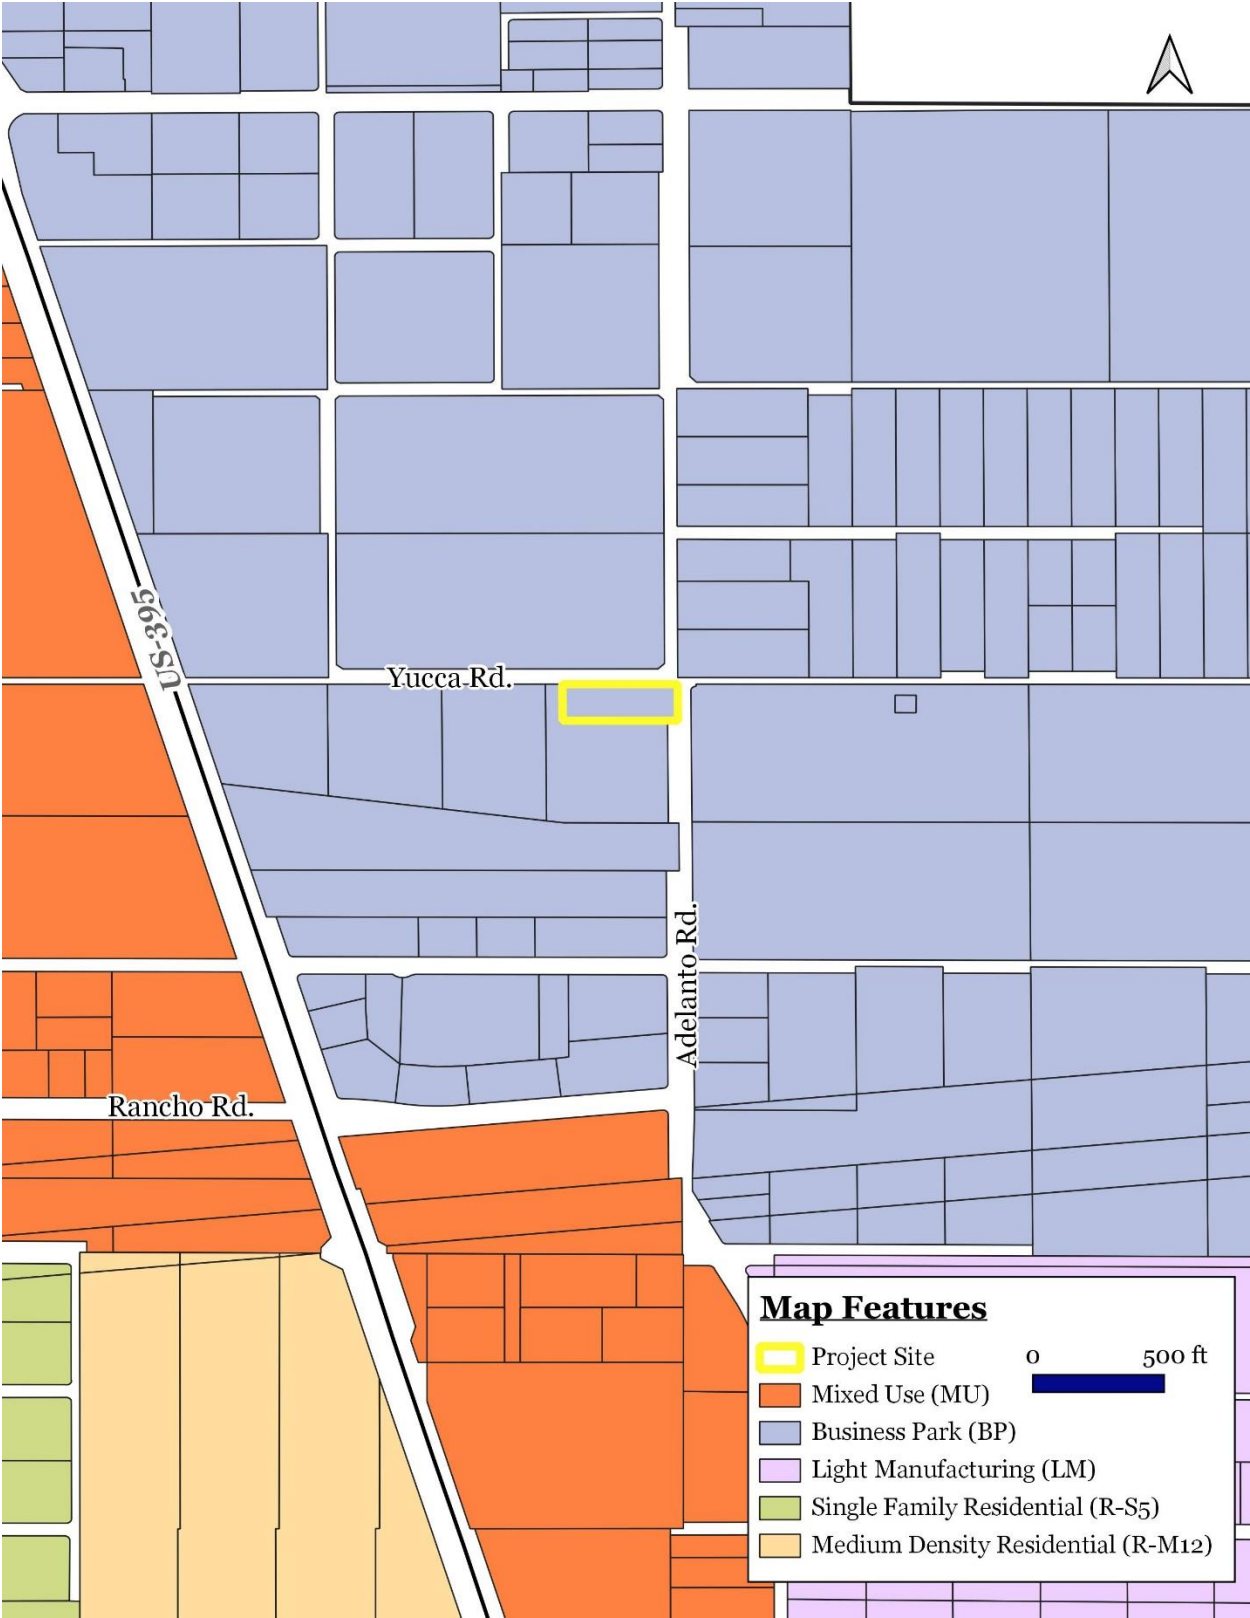 US-395
Yucca Rd.
Adelanto Rd.
Rancho Rd.
Map Features
Project Site
0 500 ft
Mixed Use (MU)
Business Park (BP)
Light Manufacturing (LM)
Single Family Residential (R-S5)
Medium Density Residential (R-M12)